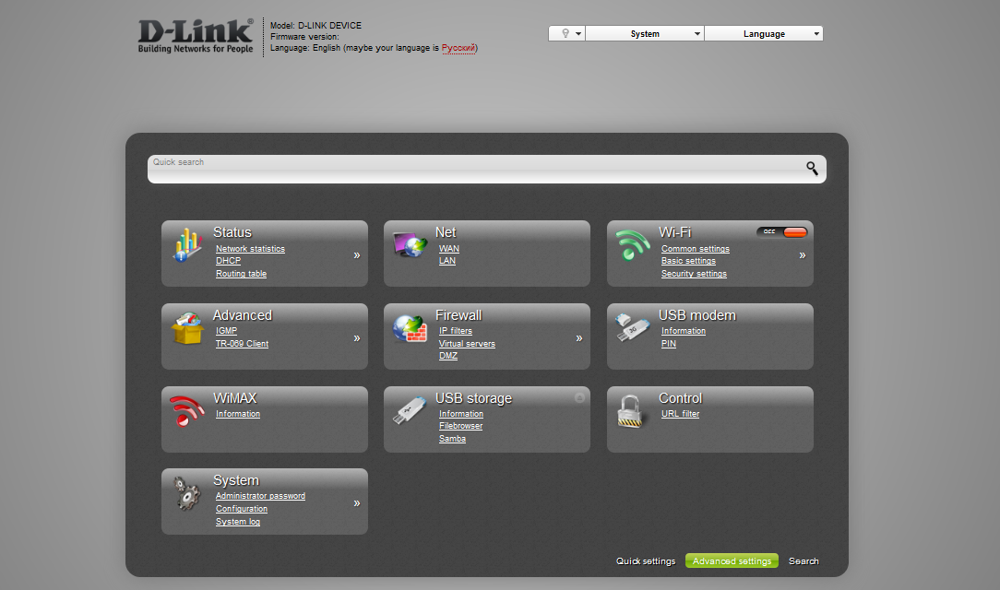 D-Link®
Building Networks for People
Model: D-LINK DEVICE
Firmware version:
Language: English (maybe your language is Русский)
System
Language
Quick search
Status
Network statistics
DHCP
Routing table
»
Net
WAN
LAN
Wi-Fi
OFF
Common settings
Basic settings
Security settings
»
Advanced
IGMP
TR-069 Client
»
Firewall
IP filters
Virtual servers
DMZ
»
USB modem
Information
PIN
3G
WiMAX
Information
USB storage
Information
Filebrowser
Samba
Control
URL filter
System
Administrator password
Configuration
System log
»
Quick settings
Advanced settings
Search